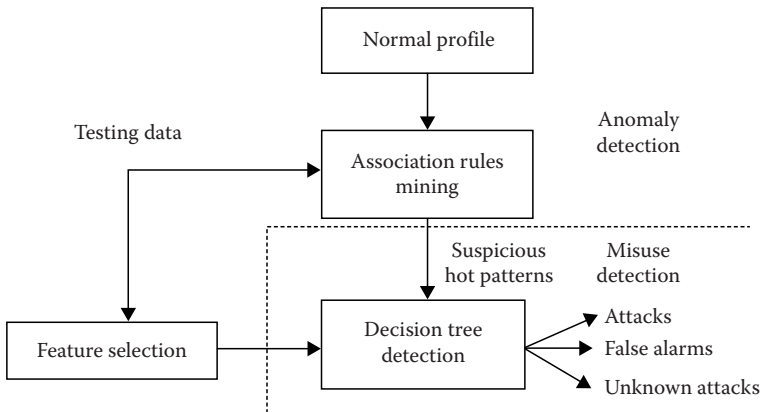 Normal profile
Testing data
Anomaly
detection
Association rules
mining
Suspicious
hot patterns
Misuse
detection
Feature selection
Decision tree
detection
Attacks
False alarms
Unknown attacks